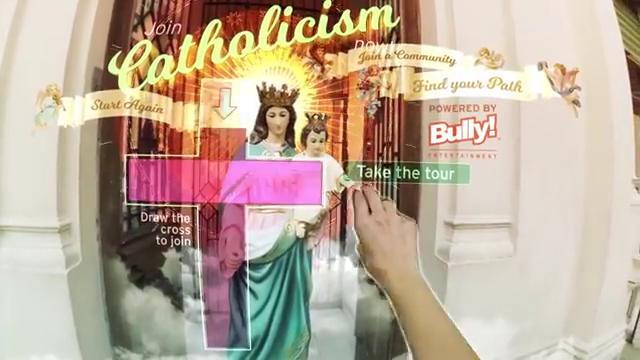 Join
Catholicism
Join a Community
Start Again
Find your Path
POWERED BY
Bully!
ENTERTAINMENT
Take the tour
Draw the
cross
to join